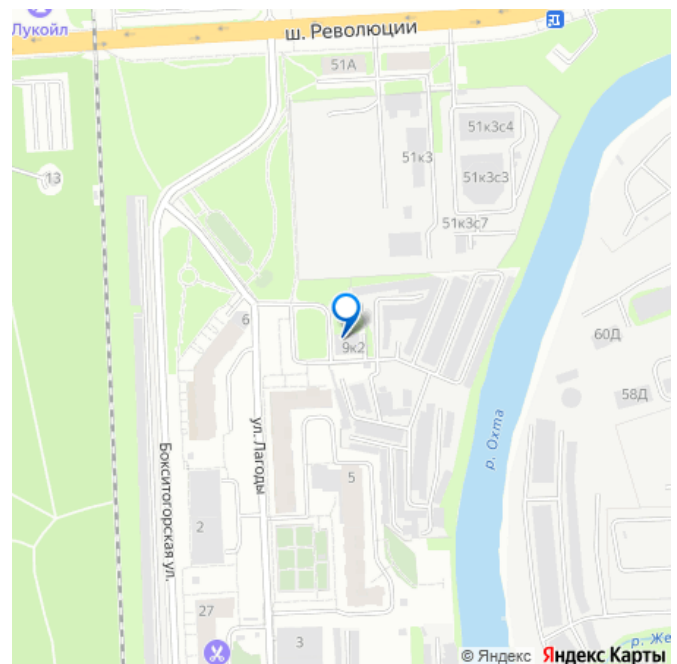 Лукойл
ш. Революции
51А
51к3с4
51к3
51к3с3
13
51к3с7
6
9к2
60Д
58Д
ул. Лагоды
р. Охта
Бокситогорская ул.
5
2
27
3
р. Же
© Яндекс Яндекс Карты